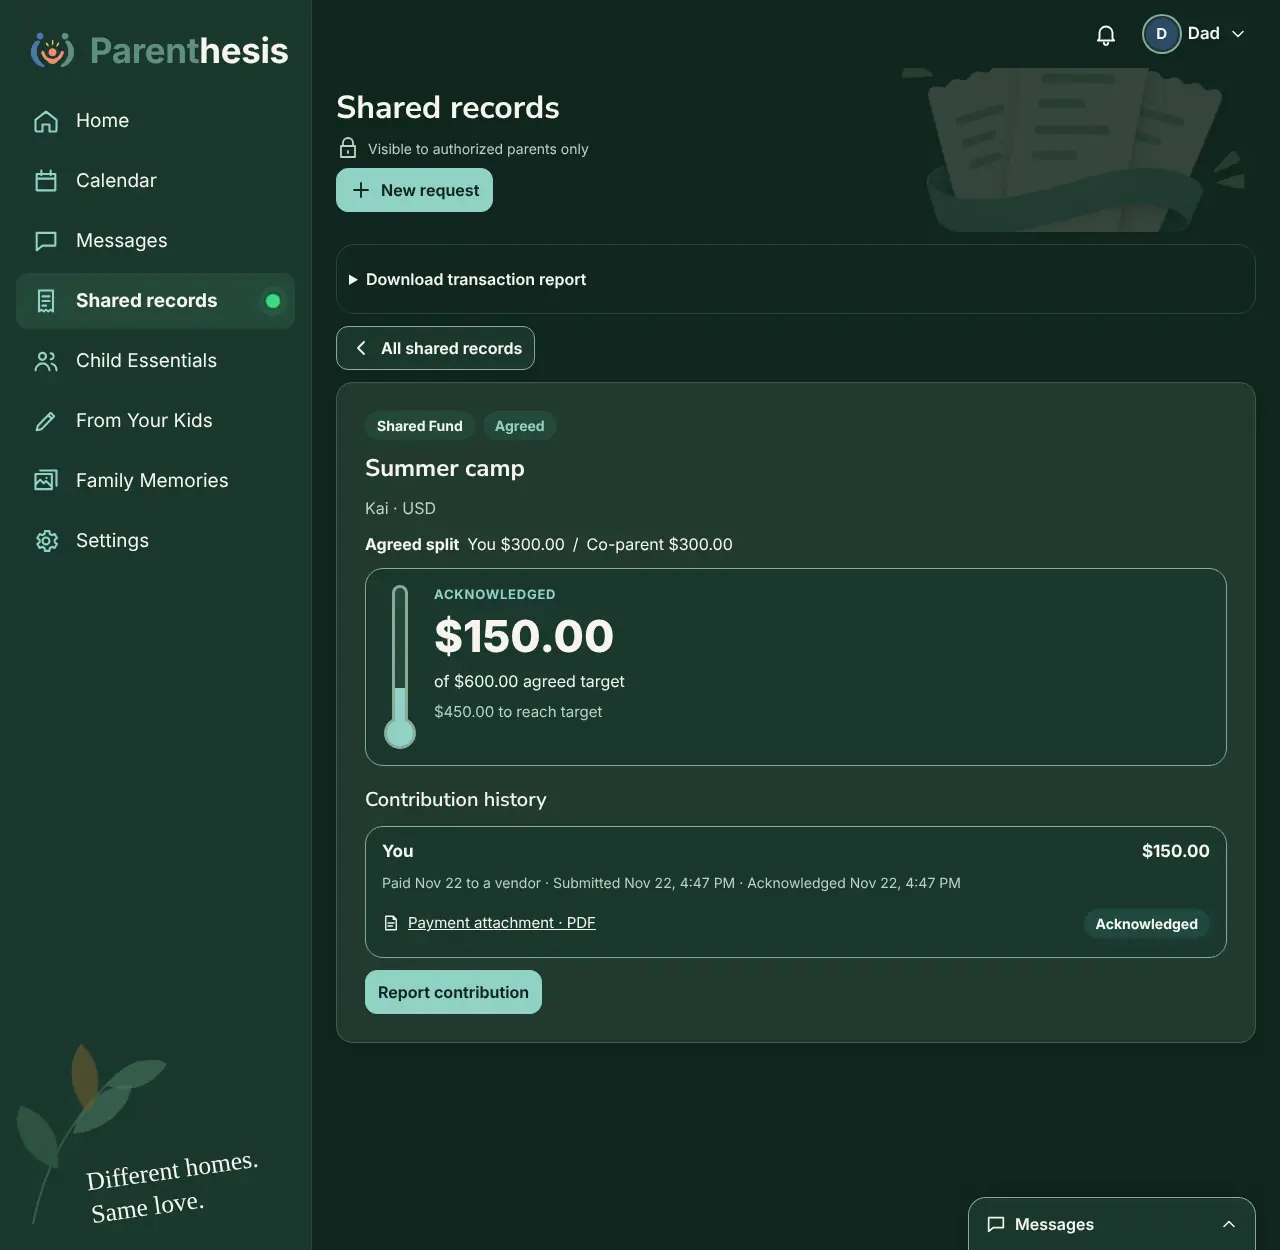 Parenthesis
D
Dad
Home
Calendar
Messages
Shared records
Child Essentials
From Your Kids
Family Memories
Settings
Different homes.
Same love.
Shared records
Visible to authorized parents only
New request
Download transaction report
All shared records
Shared Fund
Agreed
Summer camp
Kai · USD
Agreed split You $300.00 / Co-parent $300.00
ACKNOWLEDGED
$150.00
of $600.00 agreed target
$450.00 to reach target
Contribution history
You $150.00
Paid Nov 22 to a vendor · Submitted Nov 22, 4:47 PM · Acknowledged Nov 22, 4:47 PM
Payment attachment · PDF
Acknowledged
Report contribution
Messages